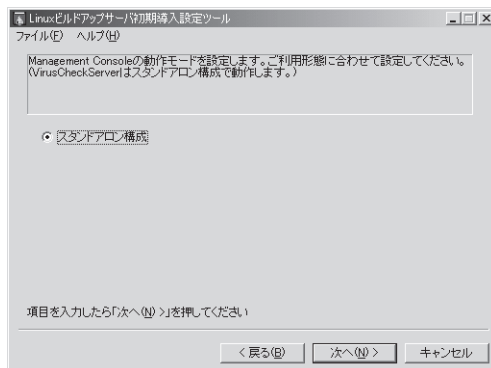 Linuxビルドアップサーバ初期導入設定ツール
ファイル(F) ヘルプ(H)
Management Consoleの動作モードを設定します。ご利用形態に合わせて設定してください。
(VirusCheckServerはスタンドアロン構成で動作します。)
スタンドアロン構成
項目を入力したら「次へ(N) >」を押してください
< 戻る(B) 次へ(N) > キャンセル